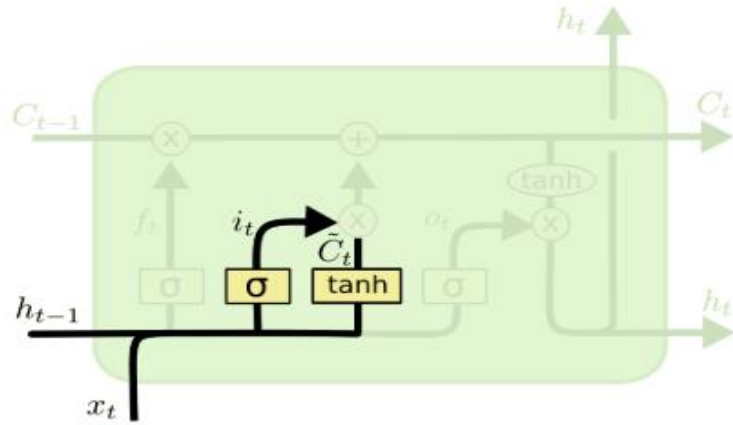 h_t
C_{t-1}
C_t
×
+
tanh
f_t
i_t
×
o_t
×
C̃_t
σ
σ
tanh
σ
h_{t-1}
h_t
x_t